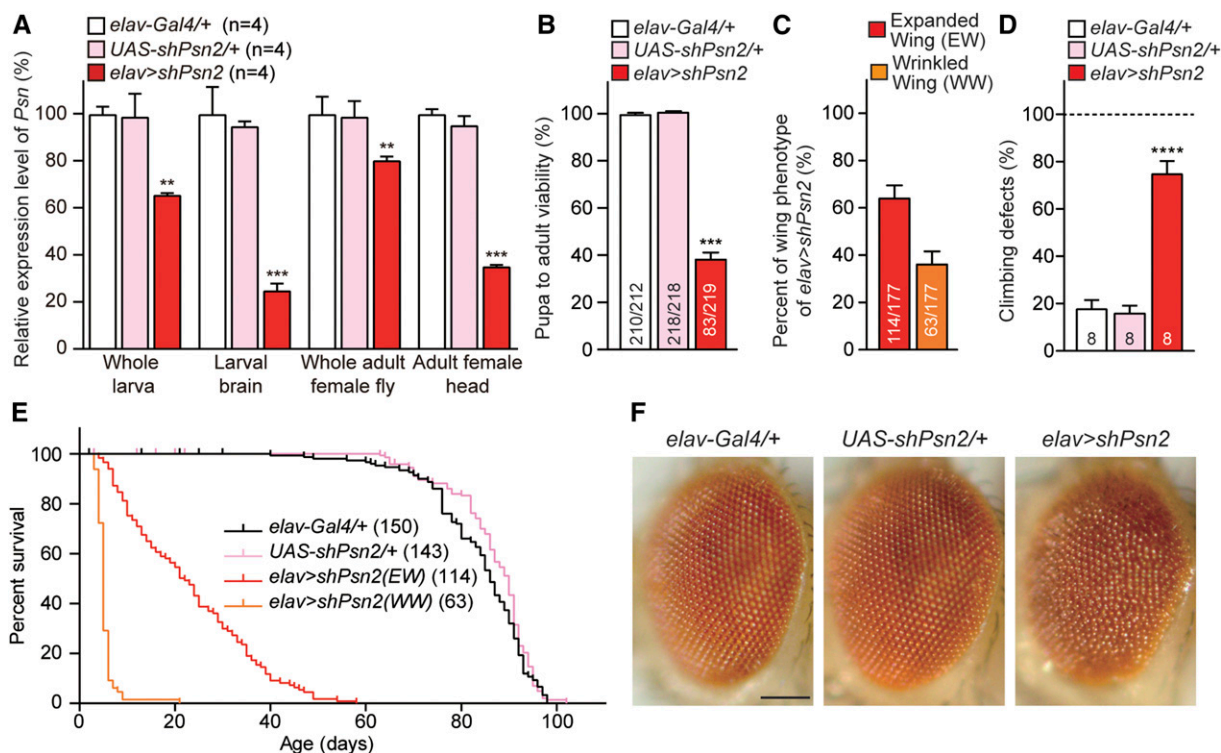 A
elav-Gal4/+ (n=4)
UAS-shPsn2/+ (n=4)
elav>shPsn2 (n=4)
Relative expression level of Psn (%)
100
80
60
40
20
0
**
***
**
***
Whole larva
Larval brain
Whole adult female fly
Adult female head
B
elav-Gal4/+
UAS-shPsn2/+
elav>shPsn2
Pupa to adult viability (%)
100
80
60
40
20
0
***
210/212
218/218
83/219
C
Expanded
Wing (EW)
Wrinkled
Wing (WW)
Percent of wing phenotype
of elav>shPsn2 (%)
100
80
60
40
20
0
114/177
63/177
D
elav-Gal4/+
UAS-shPsn2/+
elav>shPsn2
Climbing defects (%)
100
80
60
40
20
0
****
8
8
8
E
Percent survival
100
80
60
40
20
0
elav-Gal4/+ (150)
UAS-shPsn2/+ (143)
elav>shPsn2(EW) (114)
elav>shPsn2(WW) (63)
0 20 40 60 80 100
Age (days)
F
elav-Gal4/+
UAS-shPsn2/+
elav>shPsn2